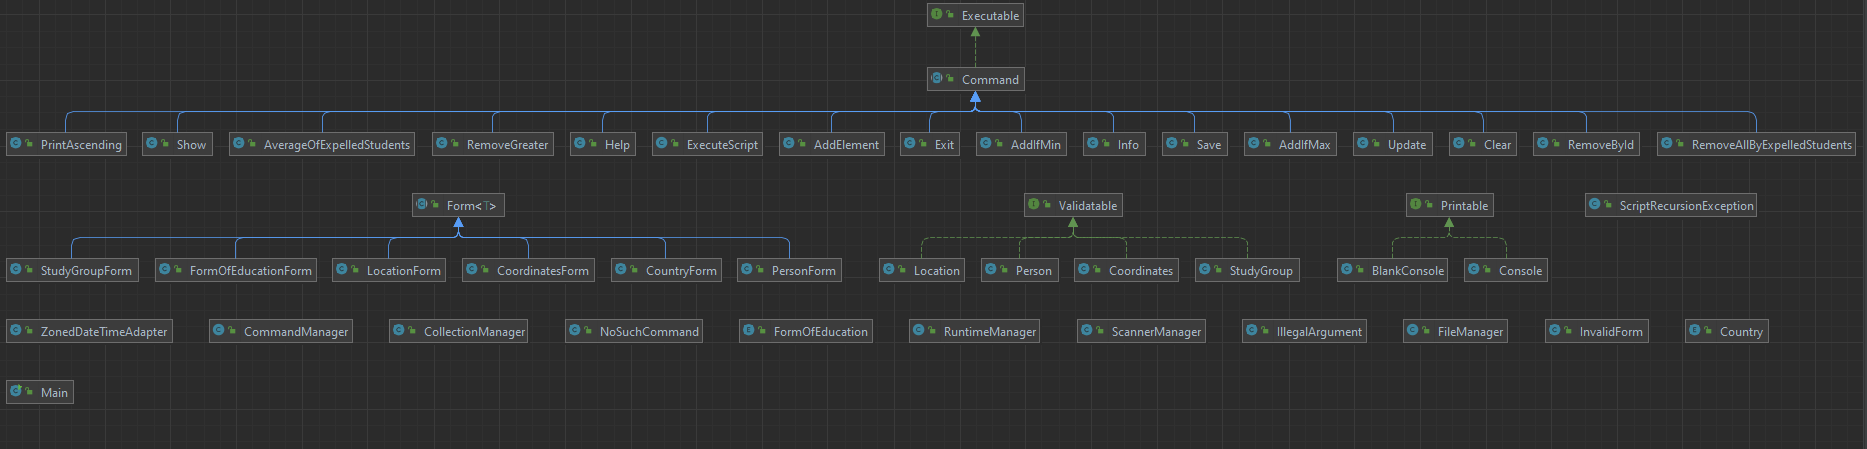 Executable
Command
PrintAscending Show AverageOfExpelledStudents RemoveGreater Help ExecuteScript AddElement Exit AddIfMin Info Save AddIfMax Update Clear RemoveById RemoveAllByExpelledStudents
Form<T> Validatable Printable ScriptRecursionException
StudyGroupForm FormOfEducationForm LocationForm CoordinatesForm CountryForm PersonForm Location Person Coordinates StudyGroup BlankConsole Console
ZonedDateTimeAdapter CommandManager CollectionManager NoSuchCommand FormOfEducation RuntimeManager ScannerManager IllegalArgument FileManager InvalidForm Country
Main